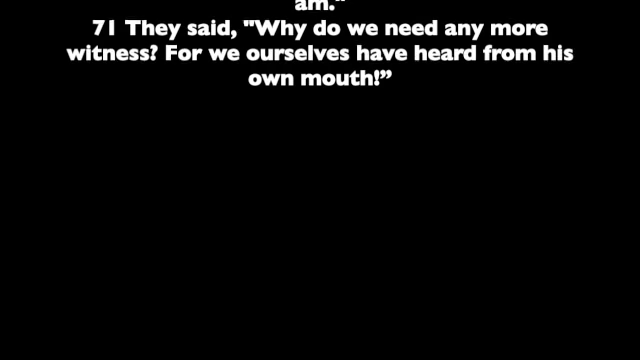 am."
71 They said, "Why do we need any more
witness? For we ourselves have heard from his
own mouth!”